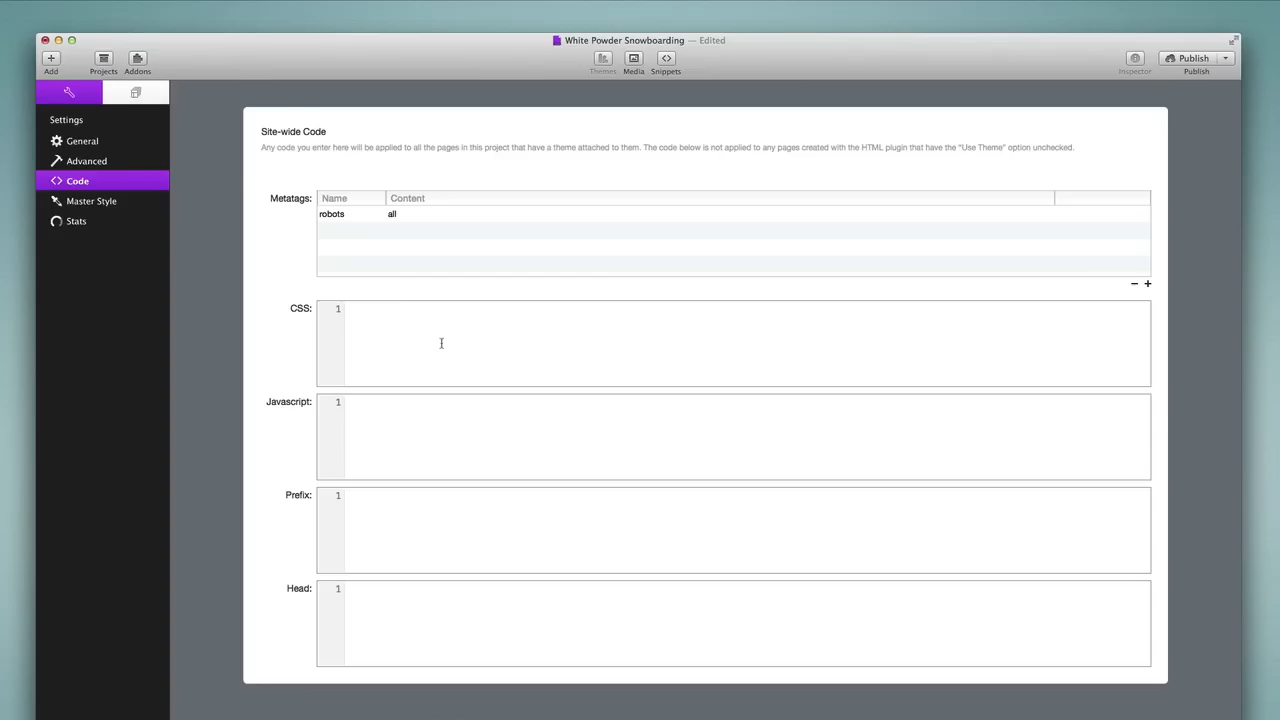 White Powder Snowboarding — Edited
Add
Projects
Addons
Themes
Media
Snippets
Inspector
Publish
Publish
Settings
General
Advanced
Code
Master Style
Stats
Site-wide Code
Any code you enter here will be applied to all the pages in this project that have a theme attached to them. The code below is not applied to any pages created with the HTML plugin that have the "Use Theme" option unchecked.
Metatags:
Name Content
robots all
CSS:
1
Javascript:
1
Prefix:
1
Head:
1